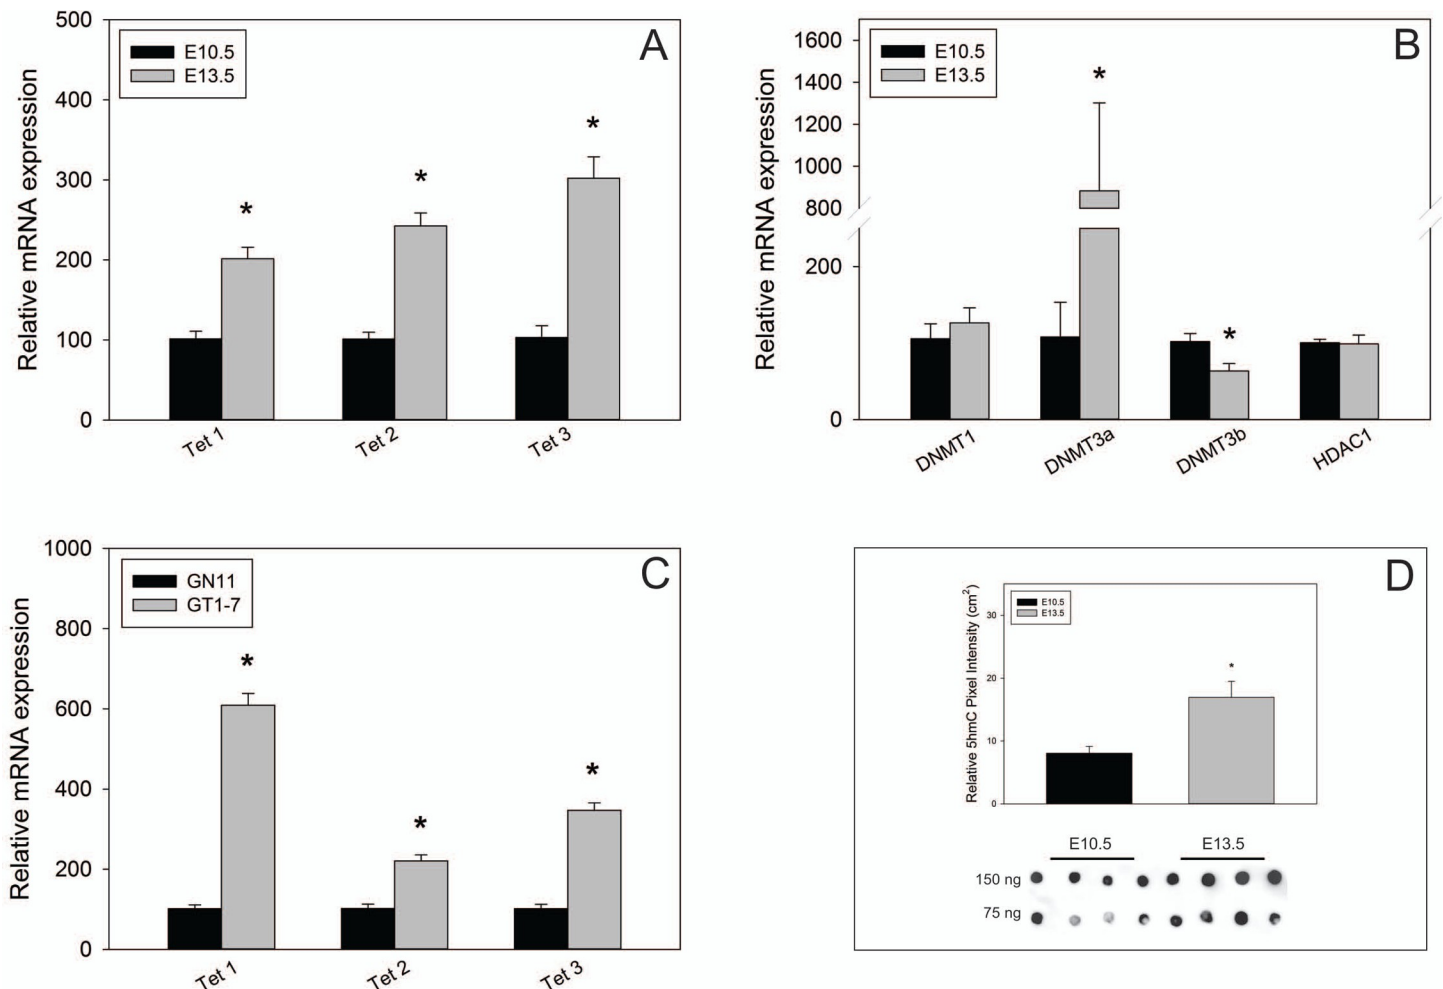 A
E10.5
E13.5
Relative mRNA expression
500
400
300
200
100
0
*
*
*
Tet 1
Tet 2
Tet 3
B
E10.5
E13.5
Relative mRNA expression
1600
1400
1200
1000
800
200
0
*
*
DNMT1
DNMT3a
DNMT3b
HDAC1
C
GN11
GT1-7
Relative mRNA expression
1000
800
600
400
200
0
*
*
*
Tet 1
Tet 2
Tet 3
D
E10.5
E13.5
Relative 5hmC Pixel Intensity (cm²)
30
20
10
0
*
E10.5
E13.5
150 ng
75 ng